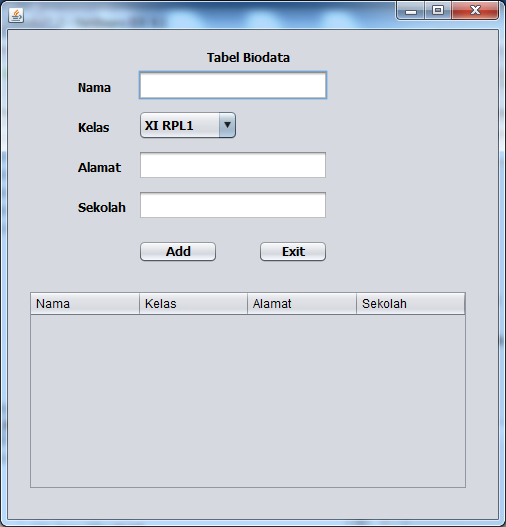 Tabel Biodata
Nama
Kelas XI RPL1
Alamat
Sekolah
Add Exit
Nama Kelas Alamat Sekolah